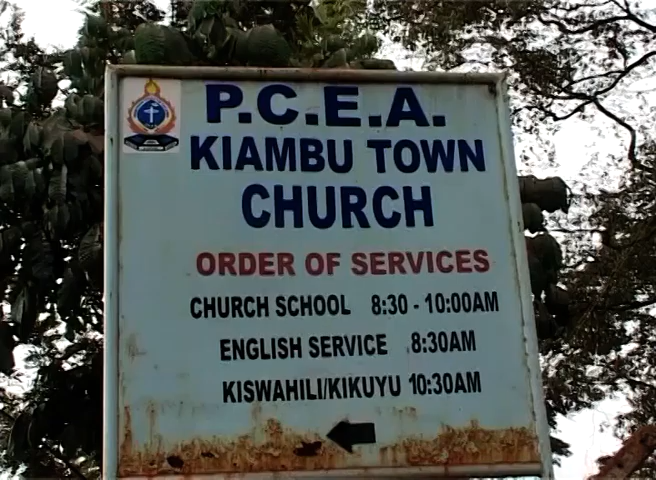 P.C.E.A.
KIAMBU TOWN
CHURCH
ORDER OF SERVICES
CHURCH SCHOOL 8:30 - 10:00AM
ENGLISH SERVICE 8:30AM
KISWAHILI/KIKUYU 10:30AM